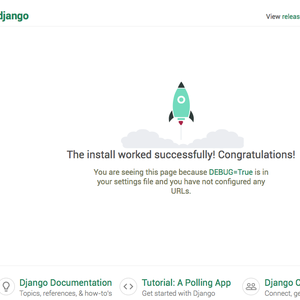 django
View releas
The install worked successfully! Congratulations!
You are seeing this page because DEBUG=True is in
your settings file and you have not configured any
URLs.
Django Documentation
Topics, references, & how-to's
Tutorial: A Polling App
Get started with Django
Django C
Connect, ge